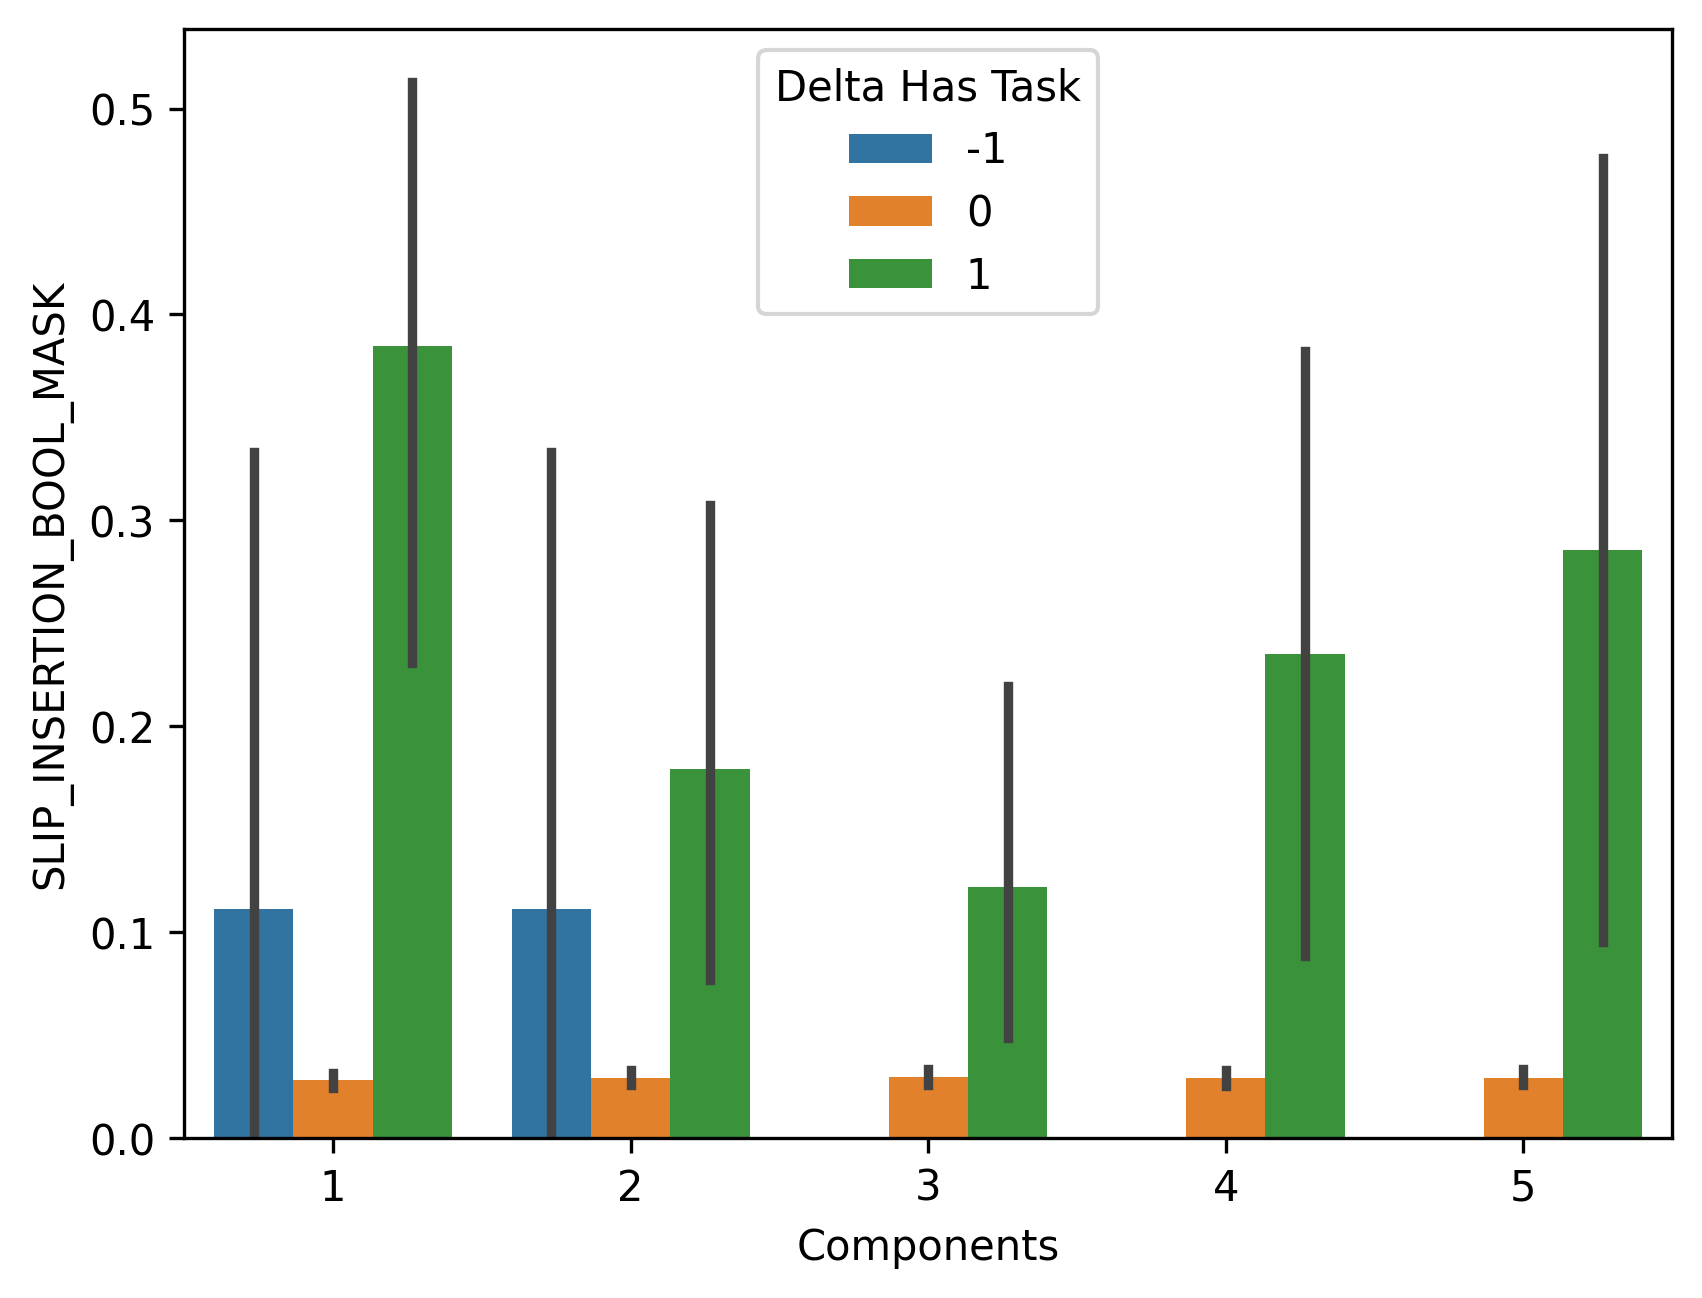 Delta Has Task
-1
0
1
0.5
0.4
0.3
0.2
0.1
0.0
SLIP_INSERTION_BOOL_MASK
1 2 3 4 5
Components